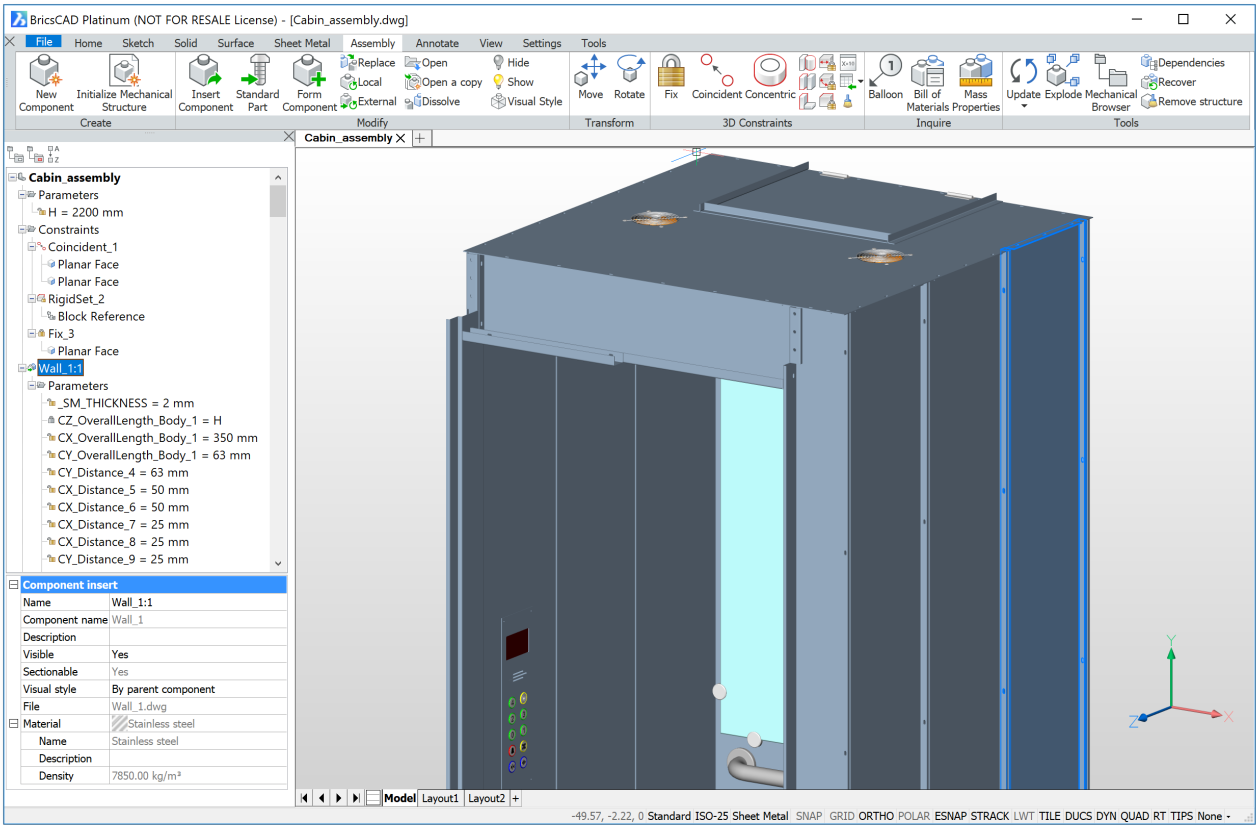 BricsCAD Platinum (NOT FOR RESALE License) - [Cabin_assembly.dwg]
File Home Sketch Solid Surface Sheet Metal Assembly Annotate View Settings Tools
New Component
Initialize Mechanical Structure
Insert Component
Standard Part
Form Component
Replace
Local
External
Open
Open a copy
Dissolve
Hide
Show
Visual Style
Move
Rotate
Fix
Coincident
Concentric
Balloon
Bill of Materials
Mass Properties
Update
Explode
Mechanical Browser
Dependencies
Recover
Remove structure
Create Modify Transform 3D Constraints Inquire Tools
Cabin_assembly
Cabin_assembly
Parameters
H = 2200 mm
Constraints
Coincident_1
Planar Face
Planar Face
RigidSet_2
Block Reference
Fix_3
Planar Face
Wall_1:1
Parameters
_SM_THICKNESS = 2 mm
CZ_OverallLength_Body_1 = H
CX_OverallLength_Body_1 = 350 mm
CY_OverallLength_Body_1 = 63 mm
CY_Distance_4 = 63 mm
CX_Distance_5 = 50 mm
CX_Distance_6 = 50 mm
CX_Distance_7 = 25 mm
CX_Distance_8 = 25 mm
CY_Distance_9 = 25 mm
Component insert
Name Wall_1:1
Component name Wall_1
Description
Visible Yes
Sectionable Yes
Visual style By parent component
File Wall_1.dwg
Material Stainless steel
Name Stainless steel
Description
Density 7850.00 kg/m³
Y
X
Z
Model Layout1 Layout2 +
-49.57, -2.22, 0 Standard ISO-25 Sheet Metal SNAP GRID ORTHO POLAR ESNAP STRACK LWT TILE DUCS DYN QUAD RT TIPS None